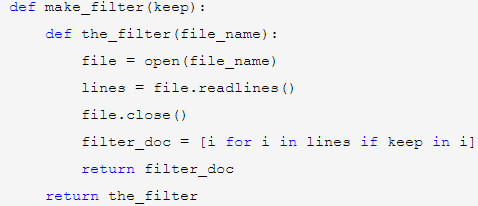 def make_filter(keep):
    def the_filter(file_name):
        file = open(file_name)
        lines = file.readlines()
        file.close()
        filter_doc = [i for i in lines if keep in i]
        return filter_doc
    return the_filter